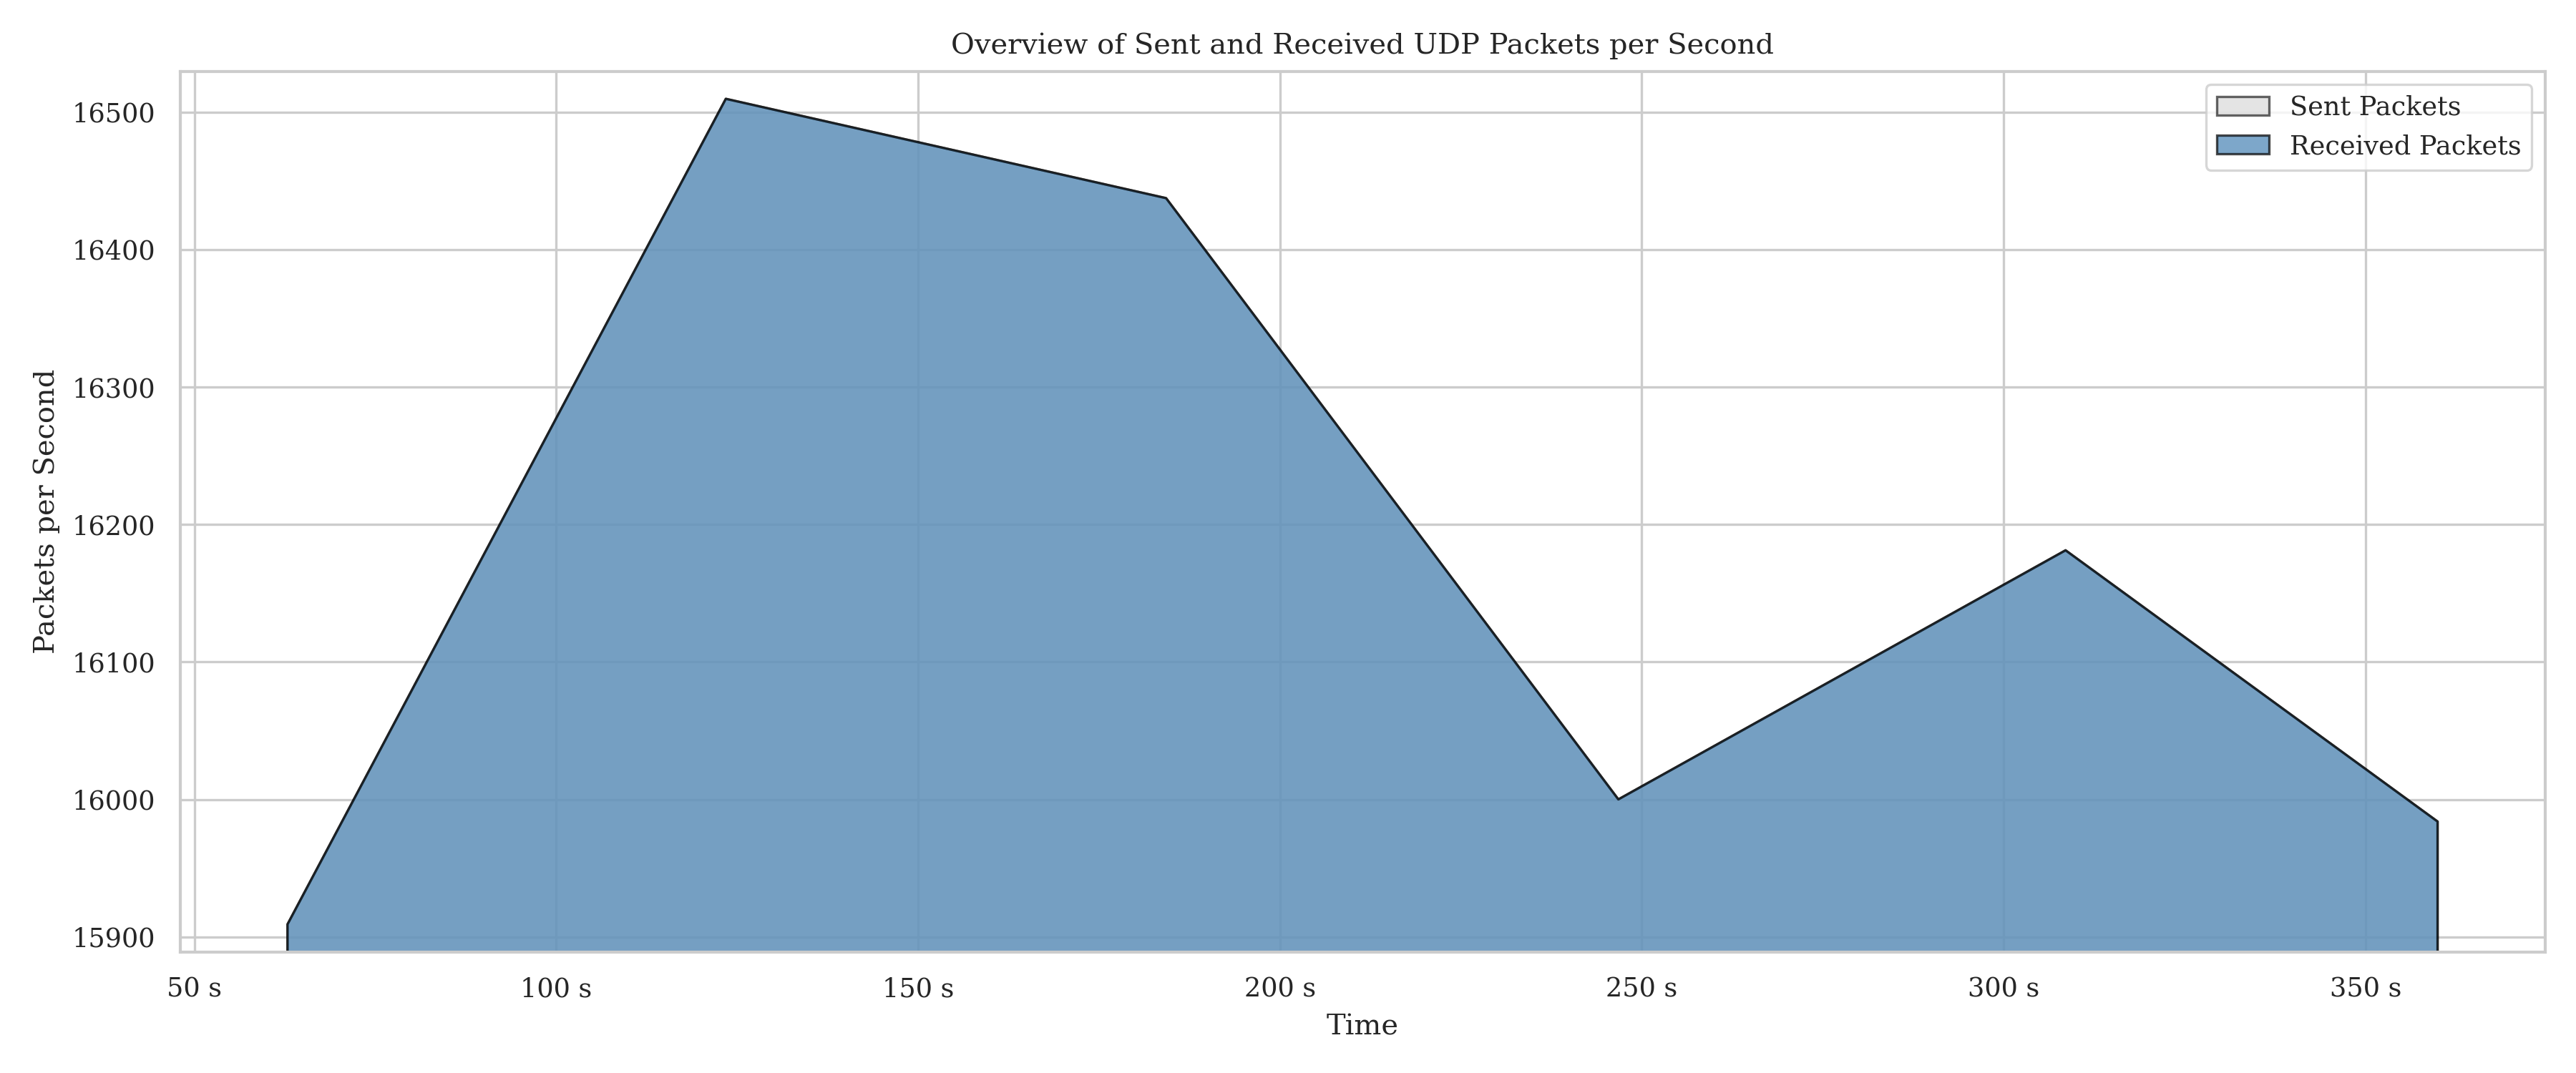 Overview of Sent and Received UDP Packets per Second
Sent Packets
Received Packets
Packets per Second
16500
16400
16300
16200
16100
16000
15900
50 s
100 s
150 s
200 s
250 s
300 s
350 s
Time